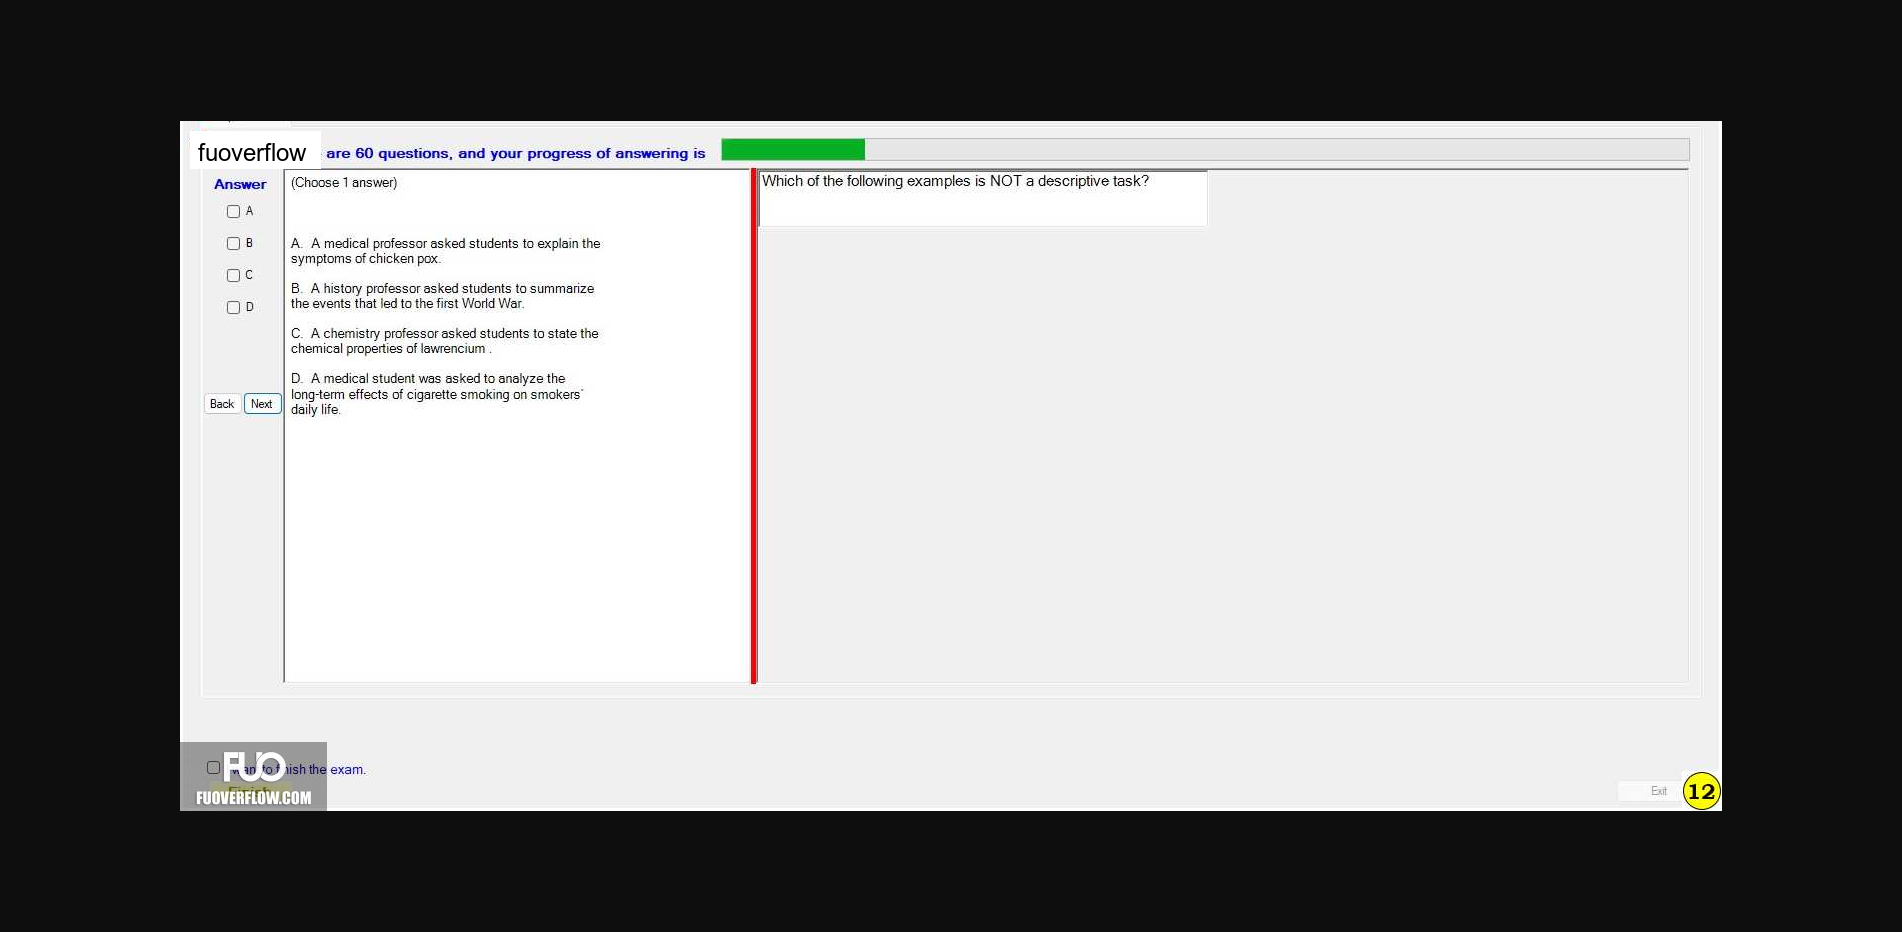 fuoverflow are 60 questions, and your progress of answering is
Answer
(Choose 1 answer)
Which of the following examples is NOT a descriptive task?
A
B
C
D
A. A medical professor asked students to explain the
symptoms of chicken pox.
B. A history professor asked students to summarize
the events that led to the first World War.
C. A chemistry professor asked students to state the
chemical properties of lawrencium .
D. A medical student was asked to analyze the
long-term effects of cigarette smoking on smokers'
daily life.
Back Next
FUO
want to finish the exam.
Finish
FUOVERFLOW.COM
Exit
12